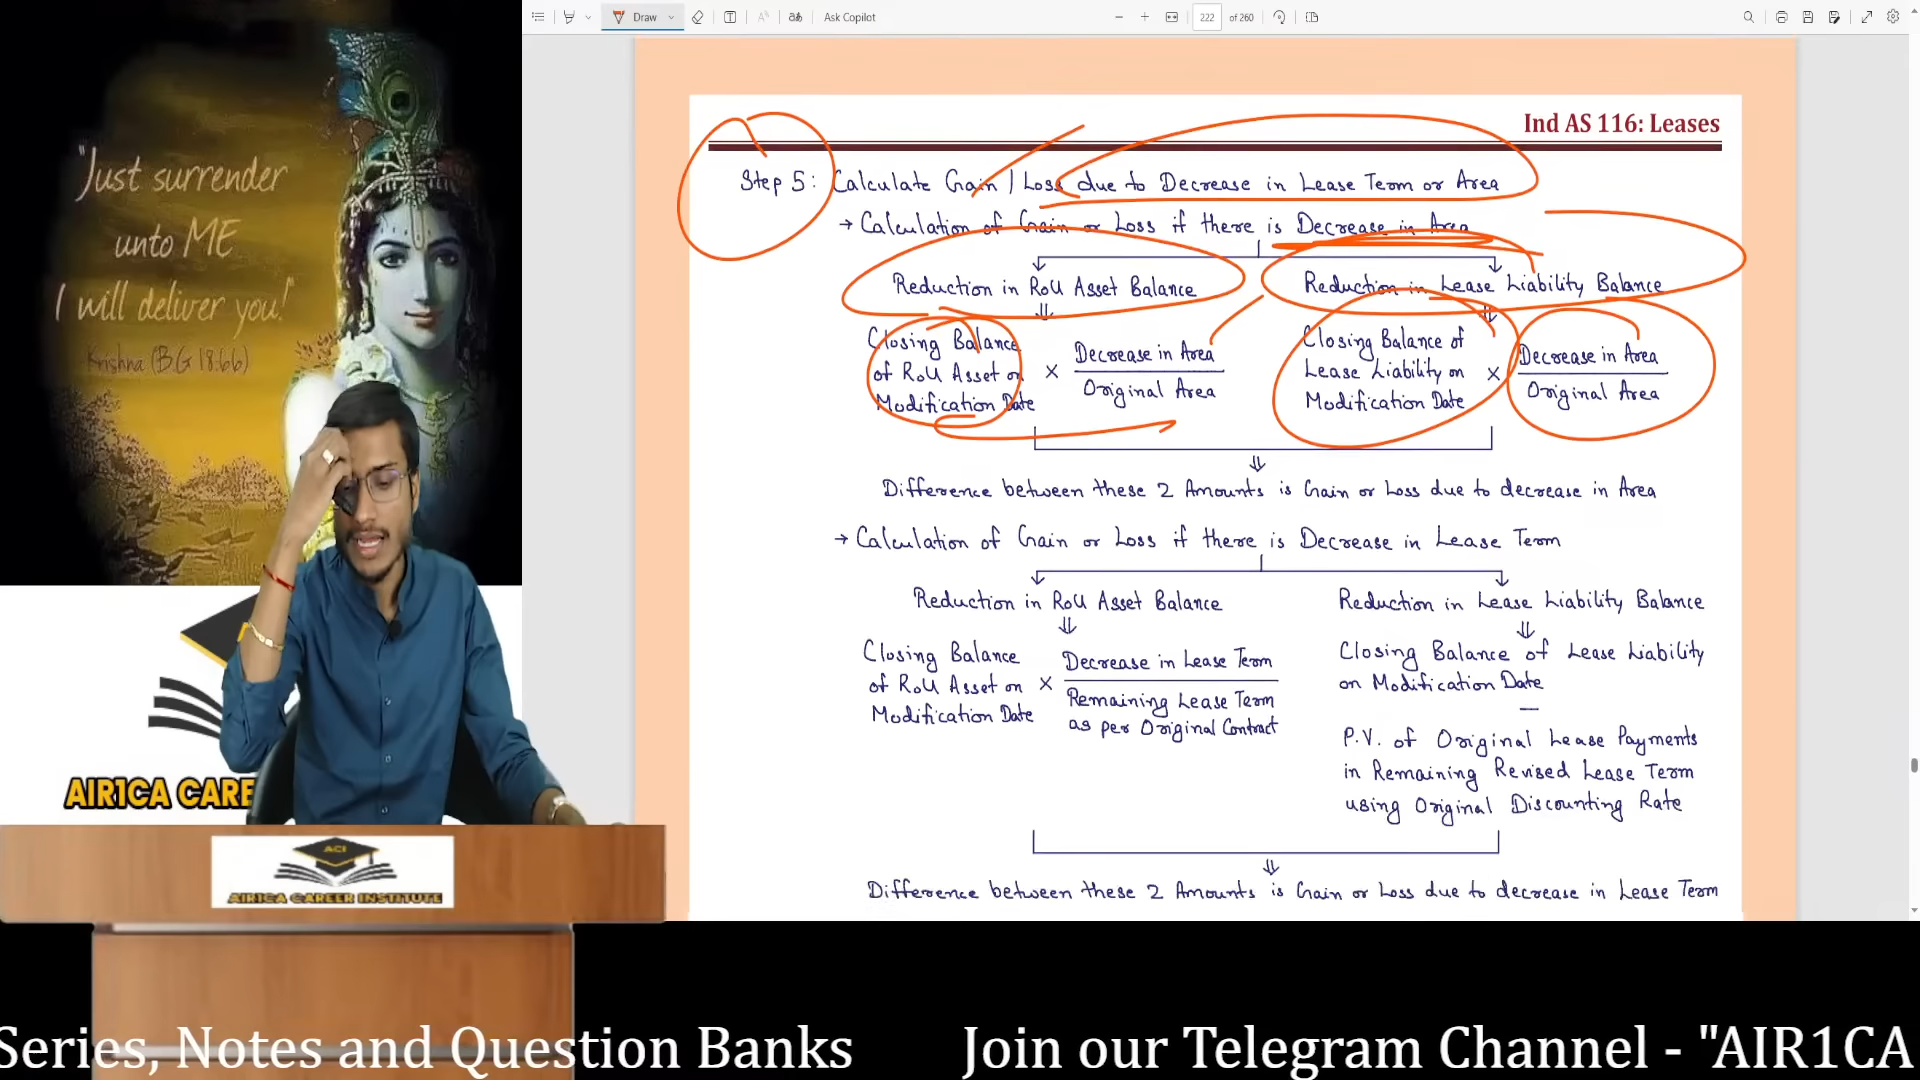 Draw
Ask Copilot
222 of 260
"Just surrender
unto ME
I will deliver you!"
Krishna (B.G 18:66)
Ind AS 116: Leases
Step 5: Calculate Gain / Loss due to Decrease in Lease Term or Area
→ Calculation of Gain or Loss if there is Decrease in Area
Reduction in RoU Asset Balance
Closing Balance of RoU Asset on Modification Date × Decrease in Area / Original Area
Reduction in Lease Liability Balance
Closing Balance of Lease Liability on Modification Date × Decrease in Area / Original Area
Difference between these 2 Amounts is Gain or Loss due to decrease in Area
→ Calculation of Gain or Loss if there is Decrease in Lease Term
Reduction in RoU Asset Balance
Closing Balance of RoU Asset on Modification Date × Decrease in Lease Term / Remaining Lease Term as per Original Contract
Reduction in Lease Liability Balance
Closing Balance of Lease Liability
on Modification Date
—
P.V. of Original Lease Payments
in Remaining Revised Lease Term
using Original Discounting Rate
Difference between these 2 Amounts is Gain or Loss due to decrease in Lease Term
AIR1CA CARE
ACI
AIR1CA CAREER INSTITUTE
Series, Notes and Question Banks
Join our Telegram Channel - "AIR1CA